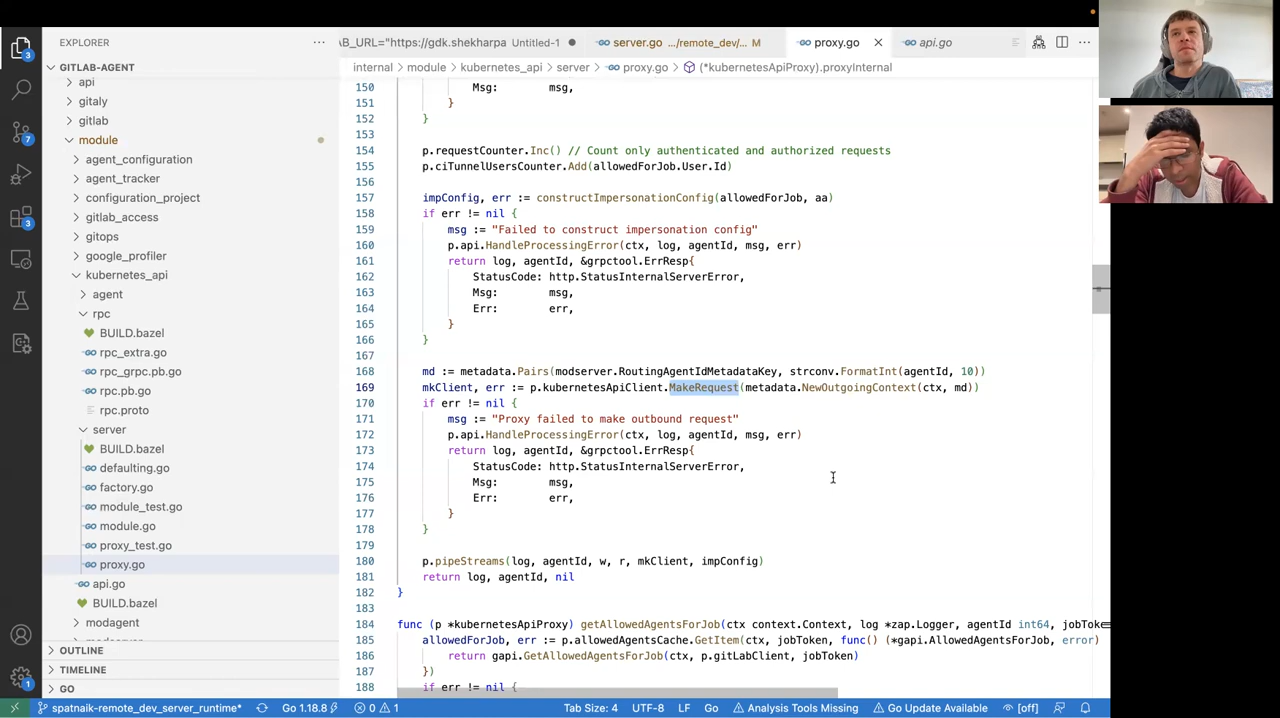 EXPLORER
GITLAB-AGENT
api
gitaly
gitlab
module
agent_configuration
agent_tracker
configuration_project
gitlab_access
gitops
google_profiler
kubernetes_api
agent
rpc
BUILD.bazel
rpc_extra.go
rpc_grpc.pb.go
rpc.pb.go
rpc.proto
server
BUILD.bazel
defaulting.go
factory.go
module_test.go
module.go
proxy_test.go
proxy.go
api.go
BUILD.bazel
modagent
OUTLINE
TIMELINE
GO
3
7
3
1
AB_URL="https://gdk.shekharpa Untitled-1
server.go .../remote_dev/... M
proxy.go
api.go
internal > module > kubernetes_api > server > proxy.go > (*kubernetesApiProxy).proxyInternal
150 Msg: msg,
151 }
152 }
153
154 p.requestCounter.Inc() // Count only authenticated and authorized requests
155 p.ciTunnelUsersCounter.Add(allowedForJob.User.Id)
156
157 impConfig, err := constructImpersonationConfig(allowedForJob, aa)
158 if err != nil {
159 msg := "Failed to construct impersonation config"
160 p.api.HandleProcessingError(ctx, log, agentId, msg, err)
161 return log, agentId, &grpctool.ErrResp{
162 StatusCode: http.StatusInternalServerError,
163 Msg: msg,
164 Err: err,
165 }
166 }
167
168 md := metadata.Pairs(modserver.RoutingAgentIdMetadataKey, strconv.FormatInt(agentId, 10))
169 mkClient, err := p.kubernetesApiClient.MakeRequest(metadata.NewOutgoingContext(ctx, md))
170 if err != nil {
171 msg := "Proxy failed to make outbound request"
172 p.api.HandleProcessingError(ctx, log, agentId, msg, err)
173 return log, agentId, &grpctool.ErrResp{
174 StatusCode: http.StatusInternalServerError,
175 Msg: msg,
176 Err: err,
177 }
178 }
179
180 p.pipeStreams(log, agentId, w, r, mkClient, impConfig)
181 return log, agentId, nil
182 }
183
184 func (p *kubernetesApiProxy) getAllowedAgentsForJob(ctx context.Context, log *zap.Logger, agentId int64, jobToke
185 allowedForJob, err := p.allowedAgentsCache.GetItem(ctx, jobToken, func() (*gapi.AllowedAgentsForJob, error)
186 return gapi.GetAllowedAgentsForJob(ctx, p.gitLabClient, jobToken)
187 })
188 if err != nil {
spatnaik-remote_dev_server_runtime* Go 1.18.8 0 1 Tab Size: 4 UTF-8 LF Go Analysis Tools Missing Go Update Available [off]